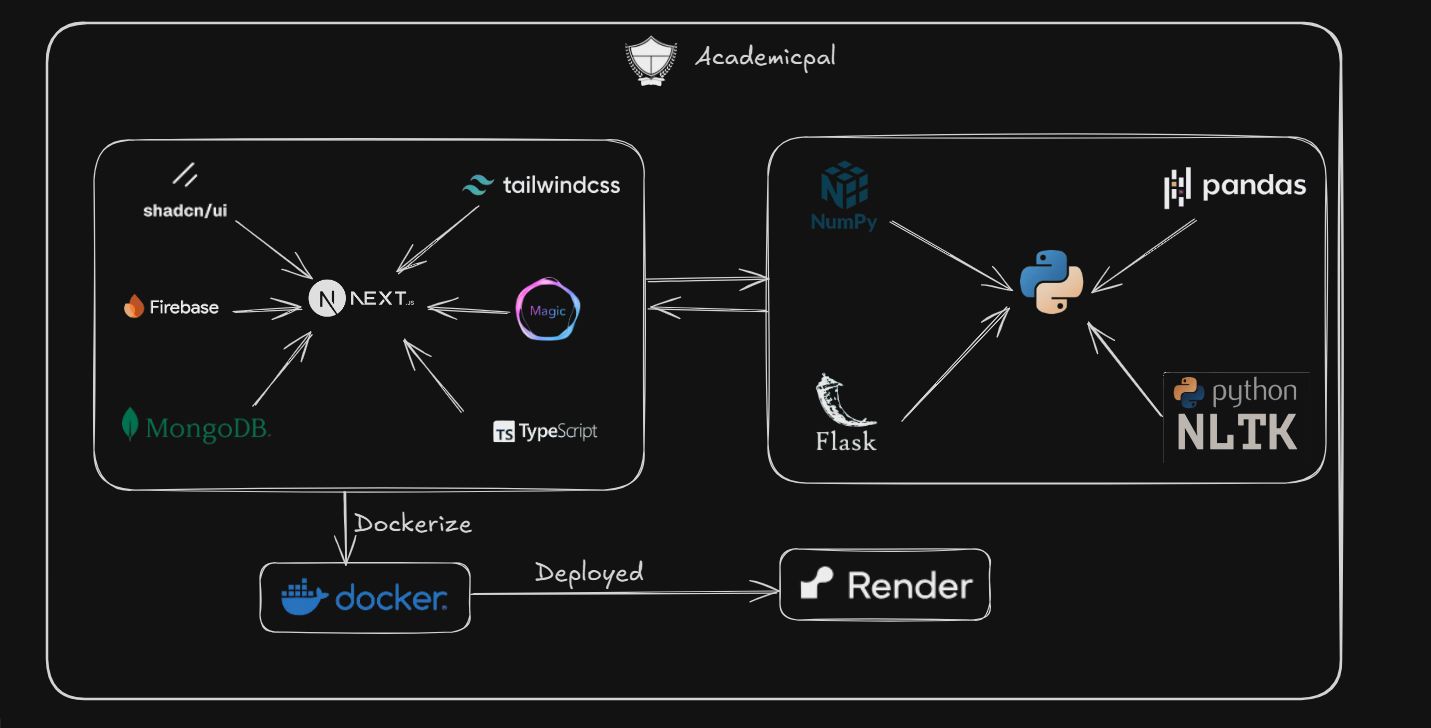 Academicpal
shadcn/ui
tailwindcss
Firebase
NEXT.JS
Magic
MongoDB.
TS TypeScript
NumPy
pandas
Flask
python
NLTK
Dockerize
docker
Deployed
Render